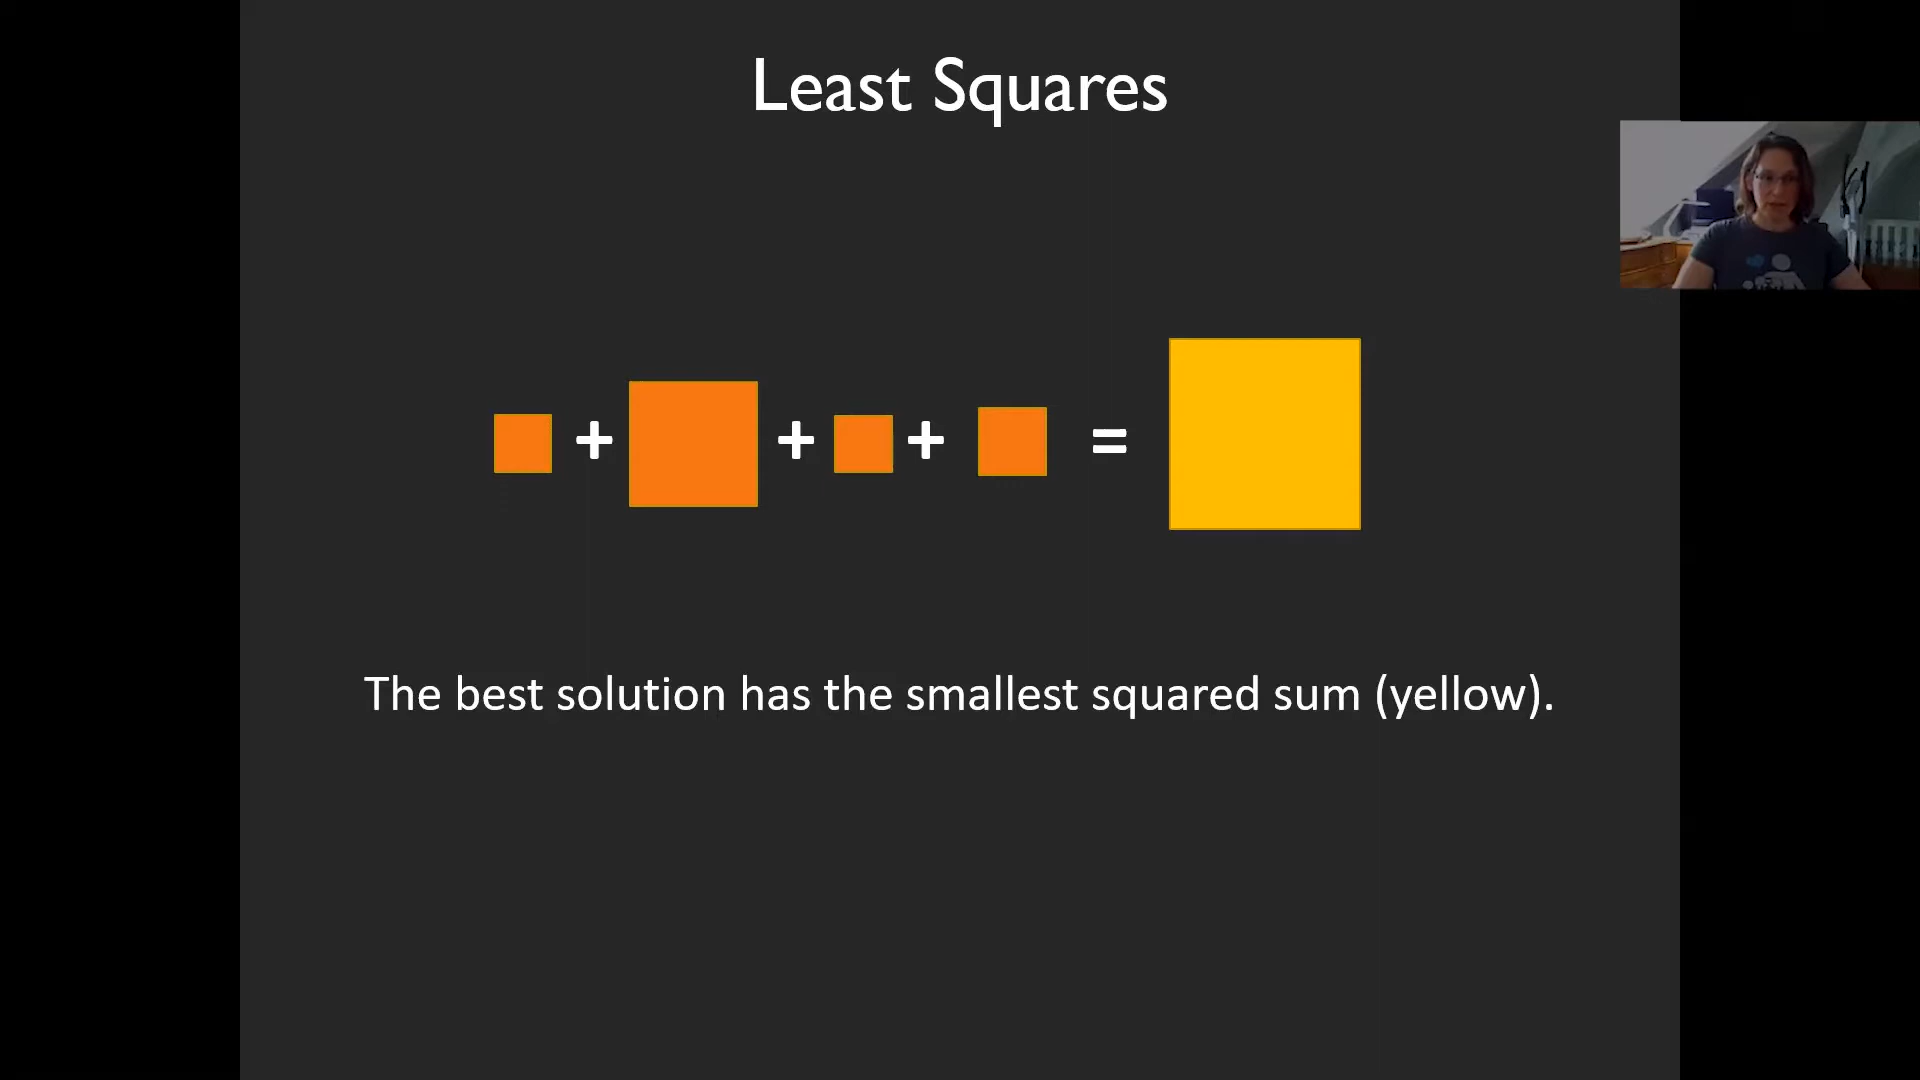 Least Squares
+ + + =
The best solution has the smallest squared sum (yellow).